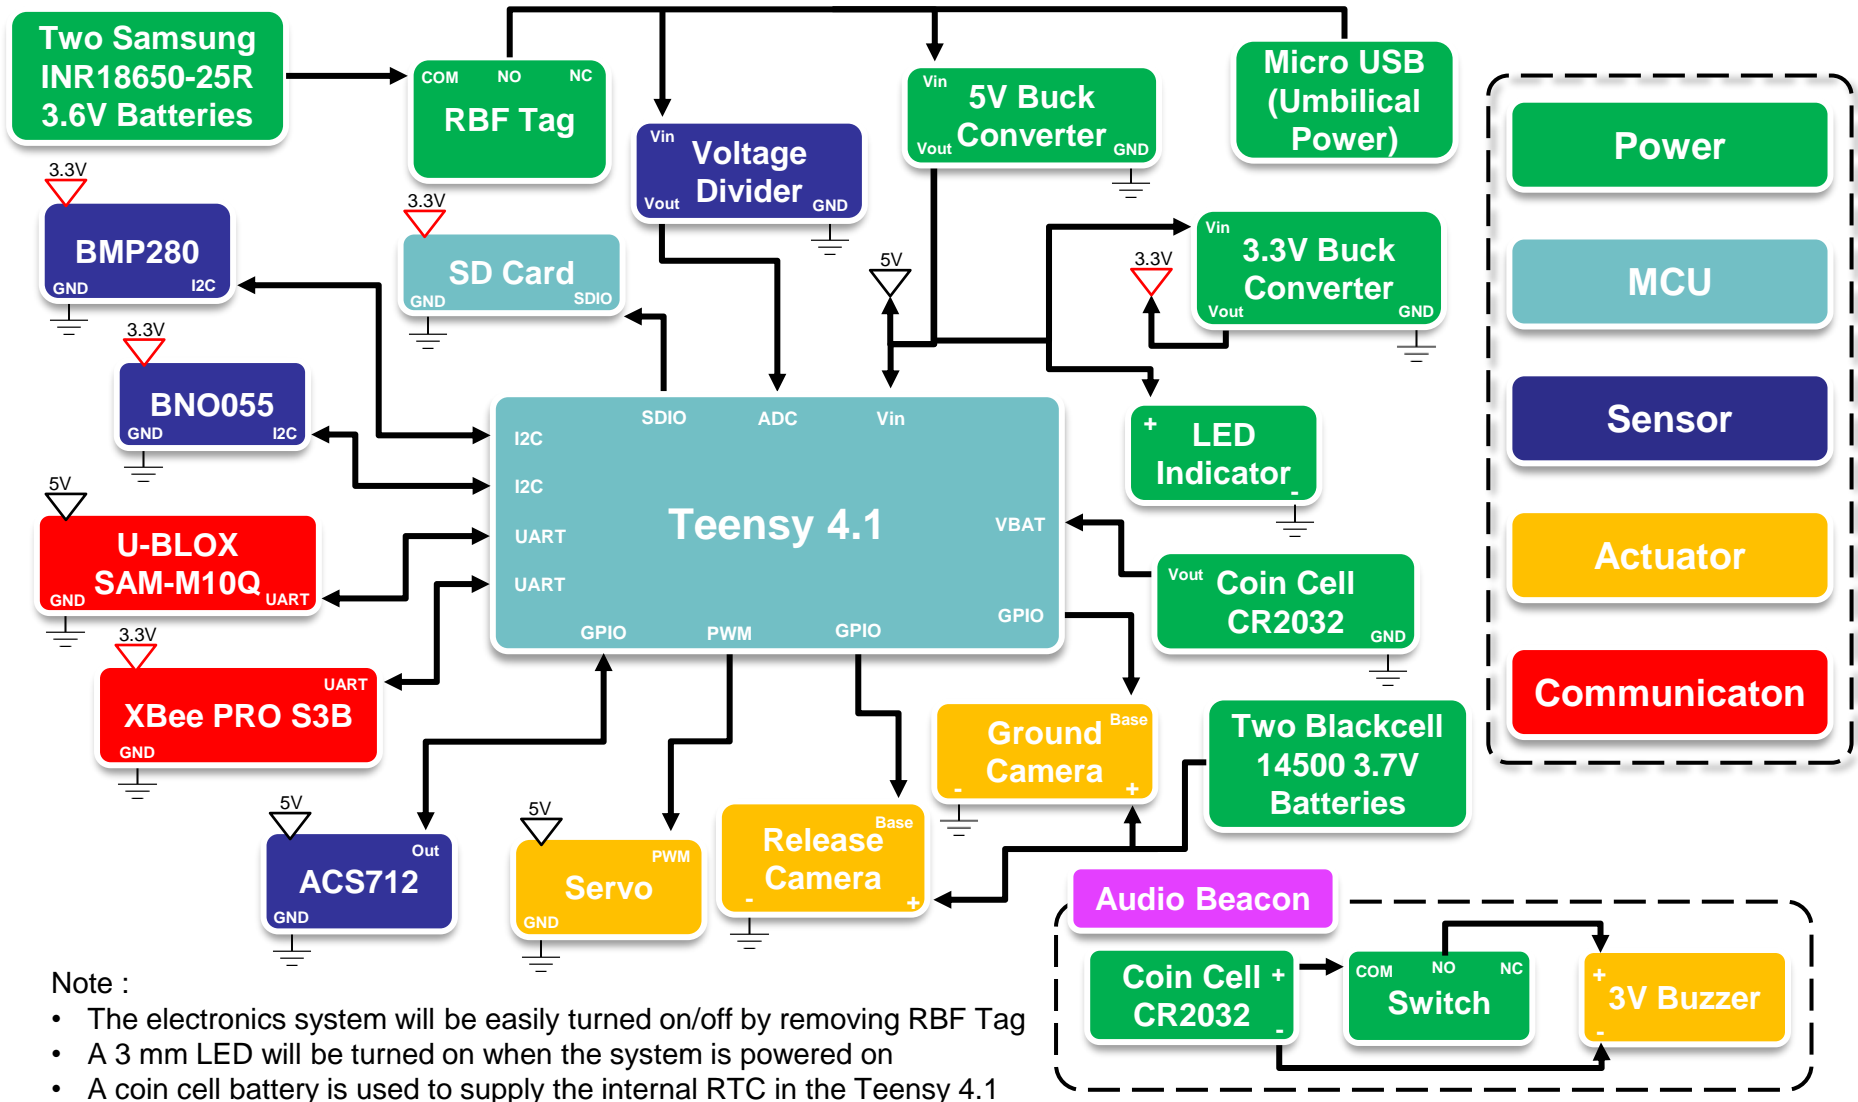 Two Samsung
INR18650-25R
3.6V Batteries
COM NO NC
RBF Tag
Vin
Voltage
Divider
Vout GND
Vin
5V Buck
Converter
Vout GND
Micro USB
(Umbilical
Power)
Power
MCU
Sensor
Actuator
Communicaton
3.3V
BMP280
GND I2C
3.3V
SD Card
GND SDIO
5V
Vin
3.3V Buck
Converter
Vout GND
3.3V
3.3V
BNO055
GND I2C
+ LED
Indicator
-
SDIO ADC Vin
I2C
I2C
UART
UART
Teensy 4.1
VBAT
GPIO
GPIO PWM GPIO
5V
U-BLOX
SAM-M10Q
GND UART
3.3V
UART
XBee PRO S3B
GND
Vout Coin Cell
CR2032
GND
Ground Base
Camera
- +
Two Blackcell
14500 3.7V
Batteries
5V
Out
ACS712
GND
5V
PWM
Servo
GND
Base
Release
Camera
- +
Audio Beacon
Coin Cell +
CR2032
-
COM NO NC
Switch
+
3V Buzzer
-
Note :
• The electronics system will be easily turned on/off by removing RBF Tag
• A 3 mm LED will be turned on when the system is powered on
• A coin cell battery is used to supply the internal RTC in the Teensy 4.1